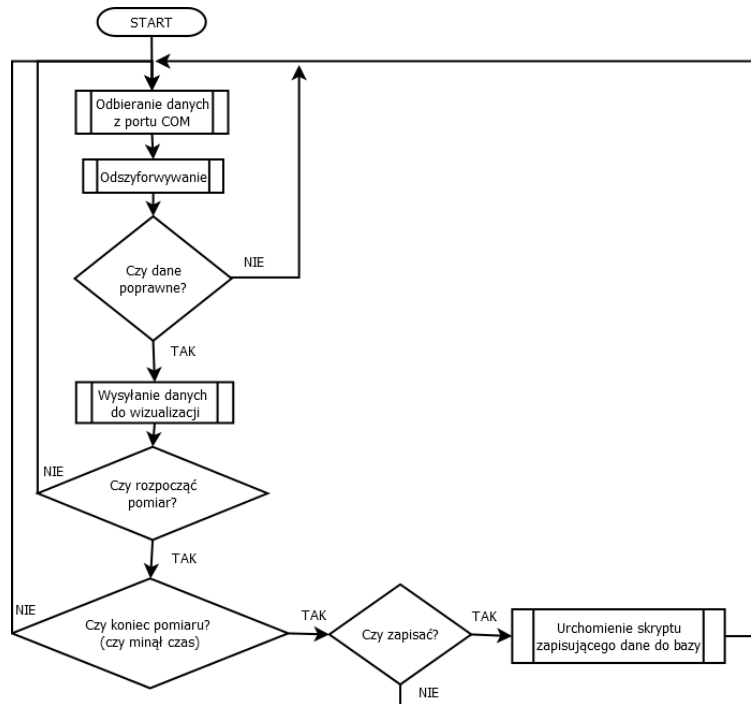 START
Odbieranie danych
z portu COM
Odszyforwywanie
Czy dane
poprawne?
NIE
TAK
Wysyłanie danych
do wizualizacji
NIE
Czy rozpocząć
pomiar?
TAK
NIE
Czy koniec pomiaru?
(czy minął czas)
TAK
Czy zapisać?
TAK
Urchomienie skryptu
zapisującego dane do bazy
NIE